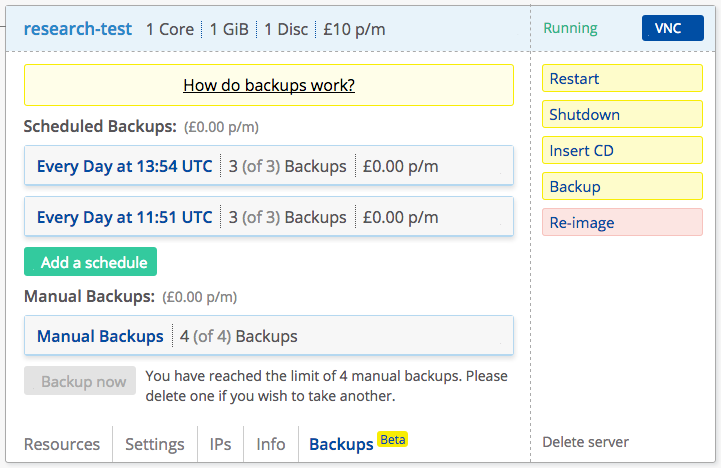 research-test 1 Core 1 GiB 1 Disc £10 p/m
Running
VNC
How do backups work?
Scheduled Backups: (£0.00 p/m)
Every Day at 13:54 UTC 3 (of 3) Backups £0.00 p/m
Every Day at 11:51 UTC 3 (of 3) Backups £0.00 p/m
Add a schedule
Manual Backups: (£0.00 p/m)
Manual Backups 4 (of 4) Backups
Backup now
You have reached the limit of 4 manual backups. Please
delete one if you wish to take another.
Resources Settings IPs Info Backups Beta
Restart
Shutdown
Insert CD
Backup
Re-image
Delete server